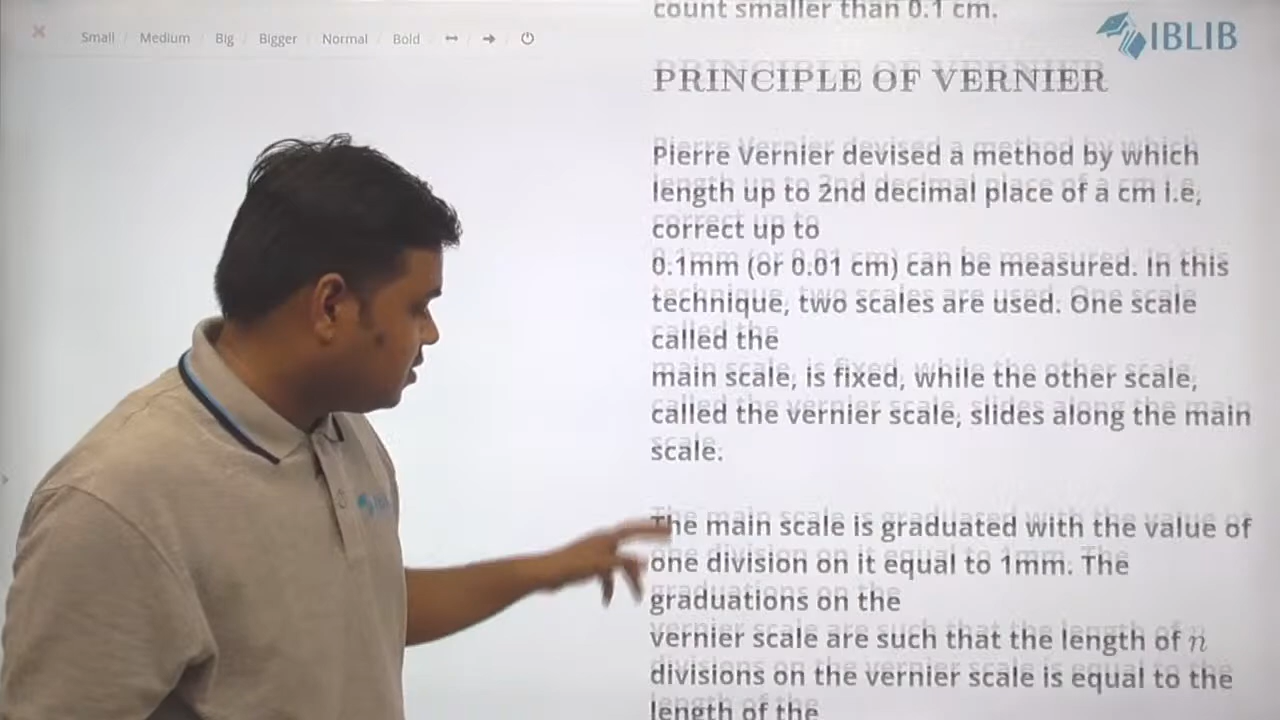 count smaller than 0.1 cm.
Small / Medium / Big / Bigger / Normal / Bold
IBLIB
PRINCIPLE OF VERNIER
Pierre Vernier devised a method by which
length up to 2nd decimal place of a cm i.e,
correct up to
0.1mm (or 0.01 cm) can be measured. In this
technique, two scales are used. One scale
called the
main scale, is fixed, while the other scale,
called the vernier scale, slides along the main
scale.
The main scale is graduated with the value of
one division on it equal to 1mm. The
graduations on the
vernier scale are such that the length of n
divisions on the vernier scale is equal to the
length of the